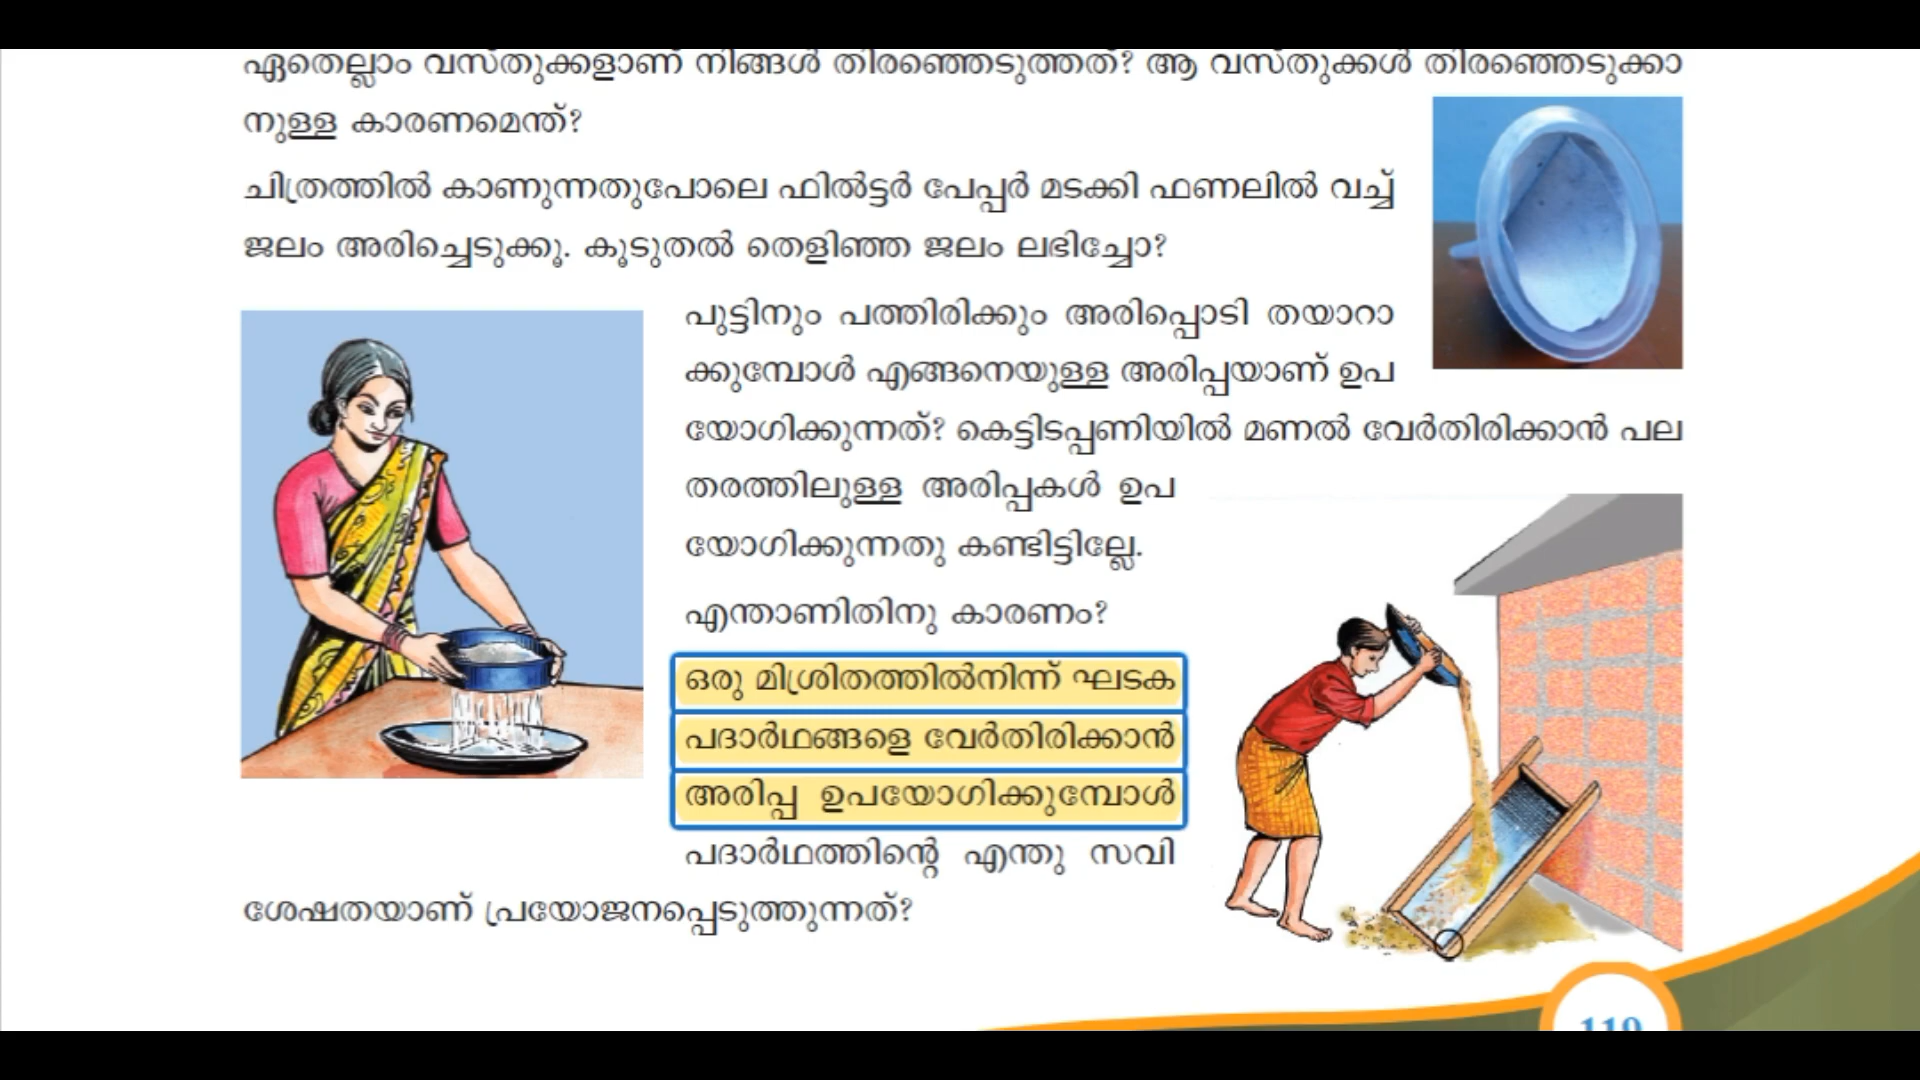 ഏതെല്ലാം വസ്തുക്കളാണ് നിങ്ങൾ തിരഞ്ഞെടുത്തത്? ആ വസ്തുക്കൾ തിരഞ്ഞെടുക്കാ
നുള്ള കാരണമെന്ത്?
ചിത്രത്തിൽ കാണുന്നതുപോലെ ഫിൽട്ടർ പേപ്പർ മടക്കി ഫണലിൽ വച്ച്
ജലം അരിച്ചെടുക്കൂ. കൂടുതൽ തെളിഞ്ഞ ജലം ലഭിച്ചോ?
പുട്ടിനും പത്തിരിക്കും അരിപ്പൊടി തയാറാ
ക്കുമ്പോൾ എങ്ങനെയുള്ള അരിപ്പയാണ് ഉപ
യോഗിക്കുന്നത്? കെട്ടിടപ്പണിയിൽ മണൽ വേർതിരിക്കാൻ പല
തരത്തിലുള്ള അരിപ്പകൾ ഉപ
യോഗിക്കുന്നതു കണ്ടിട്ടില്ലേ.
എന്താണിതിനു കാരണം?
ഒരു മിശ്രിതത്തിൽനിന്ന് ഘടക
പദാർഥങ്ങളെ വേർതിരിക്കാൻ
അരിപ്പ ഉപയോഗിക്കുമ്പോൾ
പദാർഥത്തിന്റെ എന്തു സവി
ശേഷതയാണ് പ്രയോജനപ്പെടുത്തുന്നത്?
119